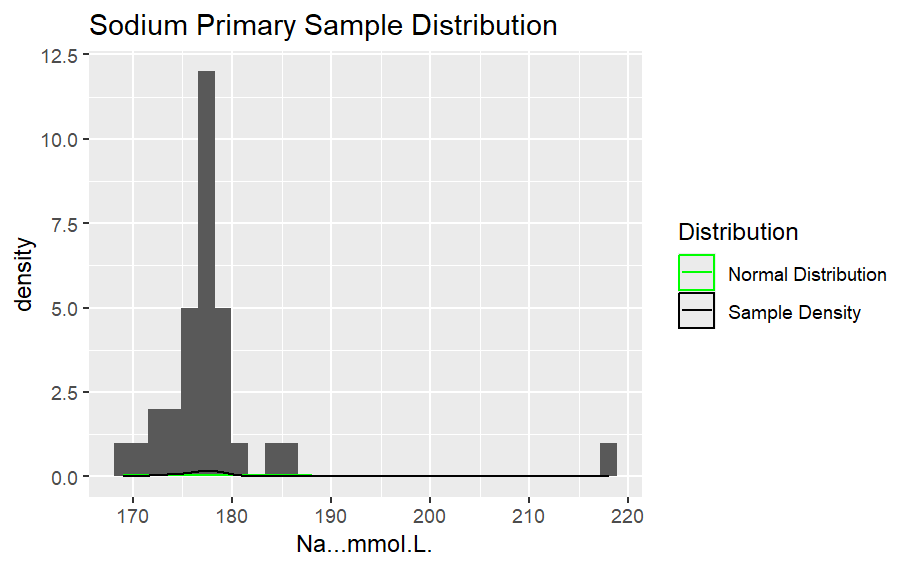 Sodium Primary Sample Distribution
12.5
10.0
7.5
5.0
2.5
0.0
density
170 180 190 200 210 220
Na...mmol.L.
Distribution
Normal Distribution
Sample Density